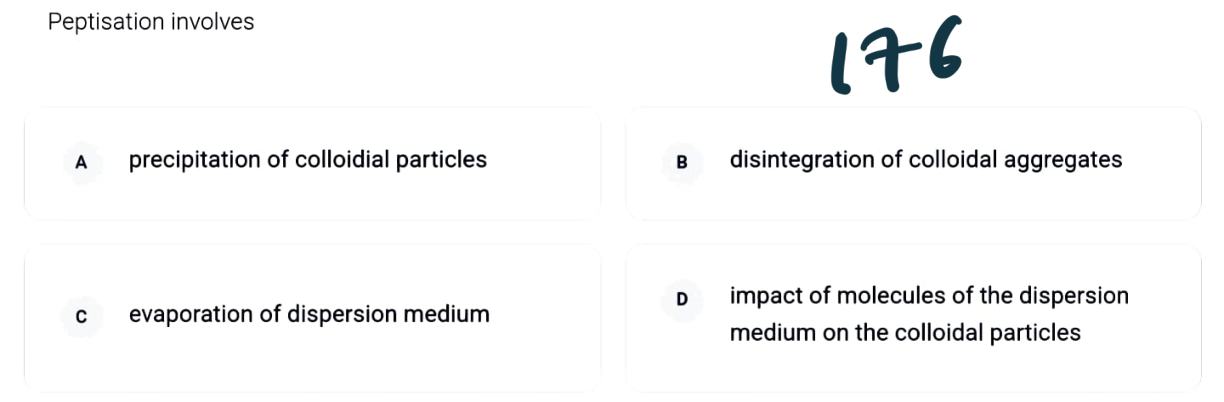 Peptisation involves
176
A precipitation of colloidial particles
B disintegration of colloidal aggregates
C evaporation of dispersion medium
D impact of molecules of the dispersion
medium on the colloidal particles